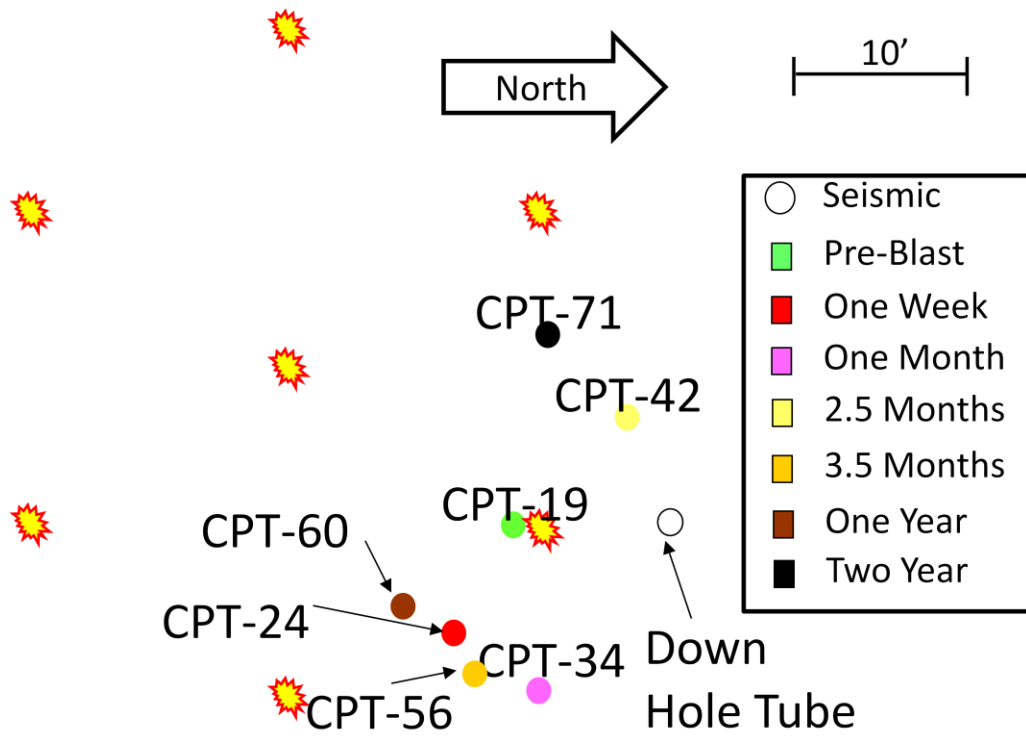 10’
North
Seismic
Pre-Blast
One Week
One Month
2.5 Months
3.5 Months
One Year
Two Year
CPT-71
CPT-42
CPT-19
CPT-60
CPT-24
CPT-34
CPT-56
Down
Hole Tube